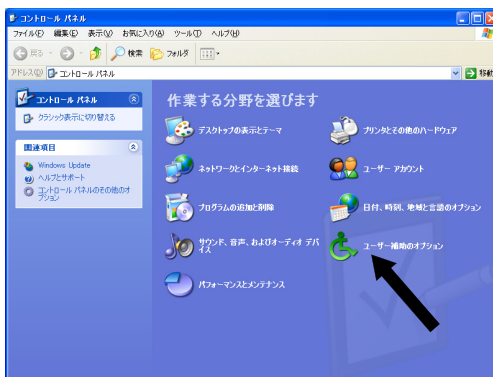 コントロール パネル
ファイル(F) 編集(E) 表示(V) お気に入り(A) ツール(T) ヘルプ(H)
戻る 検索 フォルダ
アドレス(D) コントロール パネル 移動
コントロール パネル
クラシック表示に切り替える
関連項目
Windows Update
ヘルプとサポート
コントロール パネルのその他のオ
プション
作業する分野を選びます
デスクトップの表示とテーマ
プリンタとその他のハードウェア
ネットワークとインターネット接続
ユーザー アカウント
プログラムの追加と削除
日付、時刻、地域と言語のオプション
サウンド、音声、およびオーディオ デバ
イス
ユーザー補助のオプション
パフォーマンスとメンテナンス